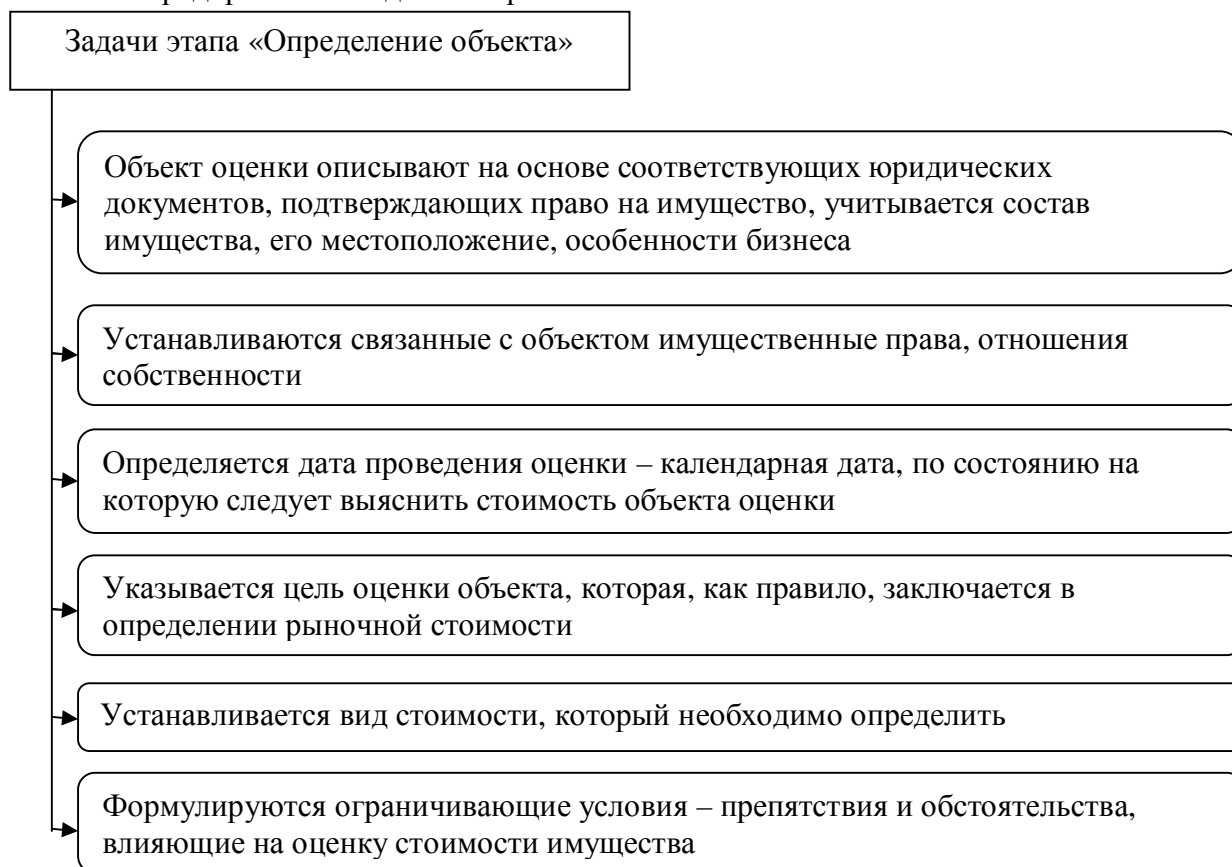 Задачи этапа «Определение объекта»
Объект оценки описывают на основе соответствующих юридических
документов, подтверждающих право на имущество, учитывается состав
имущества, его местоположение, особенности бизнеса
Устанавливаются связанные с объектом имущественные права, отношения
собственности
Определяется дата проведения оценки – календарная дата, по состоянию на
которую следует выяснить стоимость объекта оценки
Указывается цель оценки объекта, которая, как правило, заключается в
определении рыночной стоимости
Устанавливается вид стоимости, который необходимо определить
Формулируются ограничивающие условия – препятствия и обстоятельства,
влияющие на оценку стоимости имущества